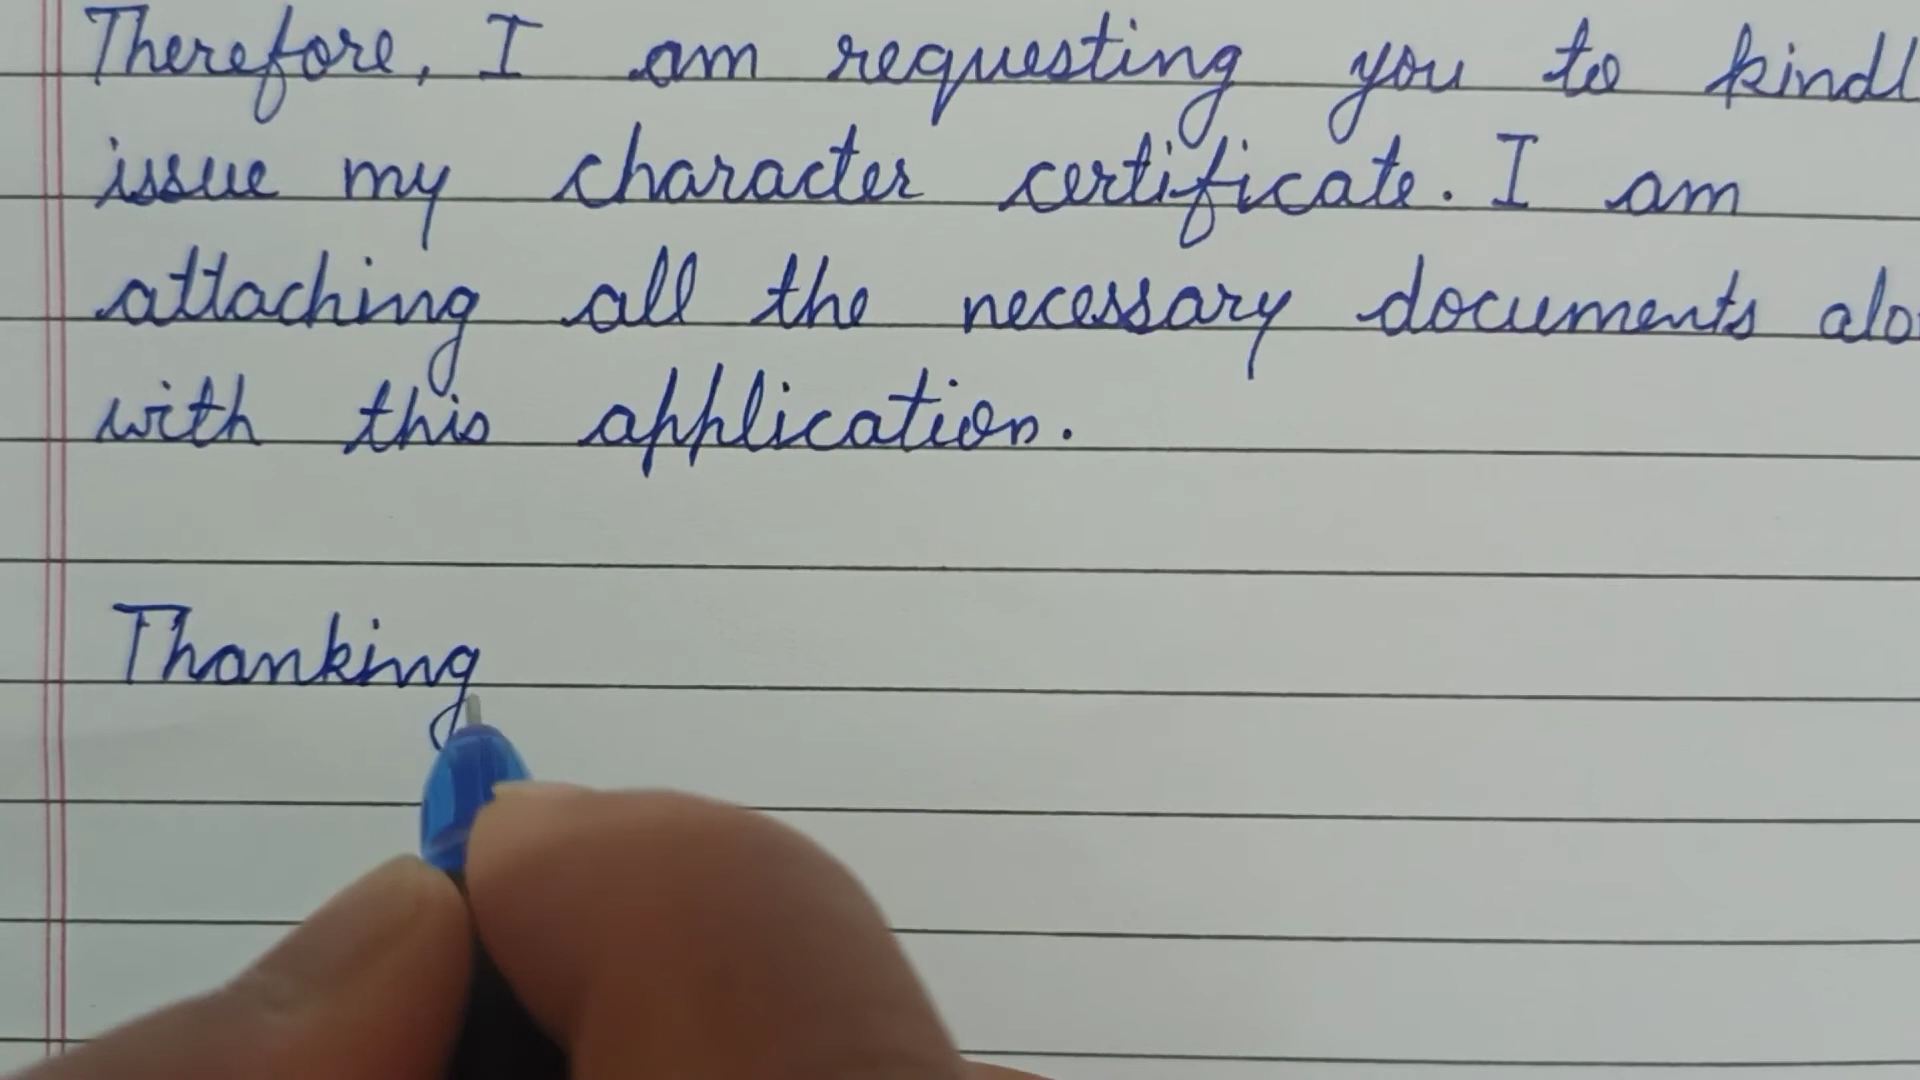 Therefore, I am requesting you to kindl
issue my character certificate. I am
attaching all the necessary documents alo
with this application.
Thanking